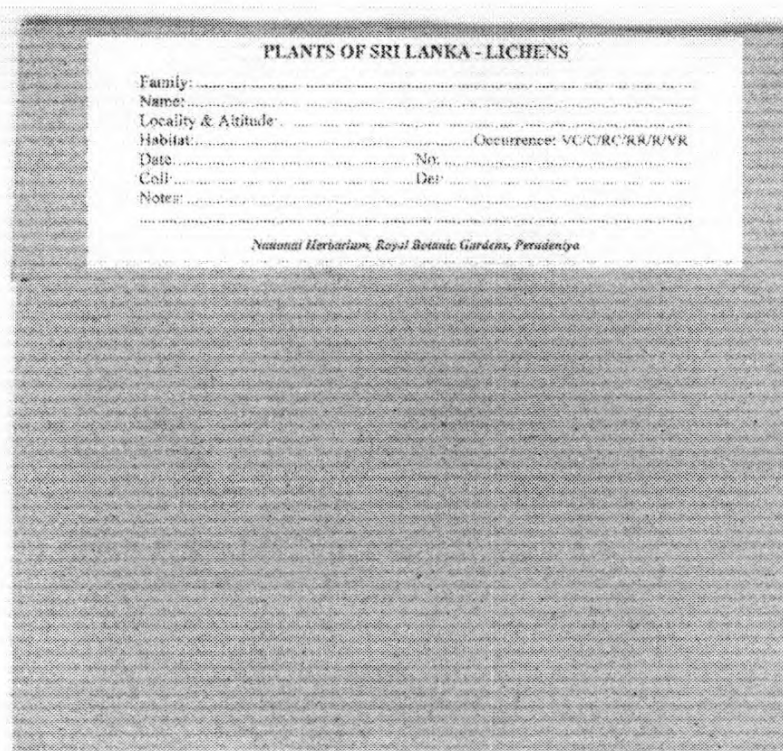 PLANTS OF SRI LANKA - LICHENS
Family:
Name:
Locality & Altitude:
Habitat: Occurrence: VC/C/RC/RR/R/VR
Date No:
Coll: Det:
Notes:
National Herbarium, Royal Botanic Gardens, Peradeniya